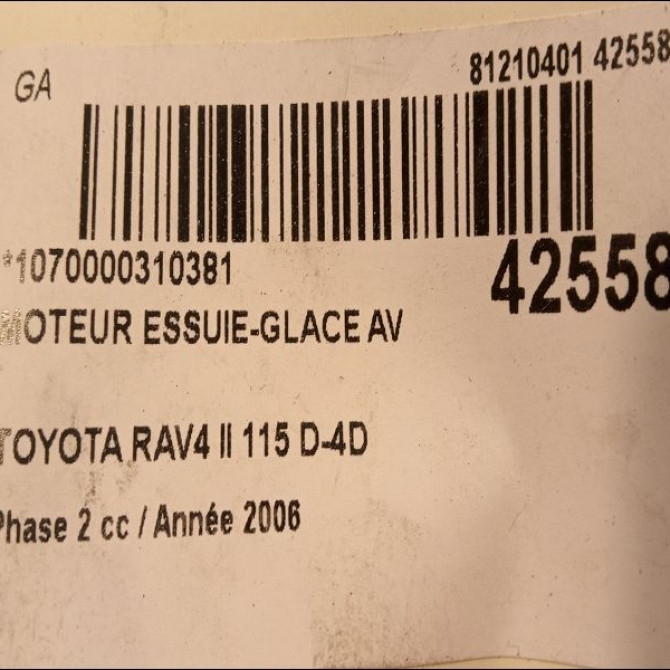 GA
81210401 42558
*1070000310381
42558
MOTEUR ESSUIE-GLACE AV
TOYOTA RAV4 II 115 D-4D
Phase 2 cc / Année 2006